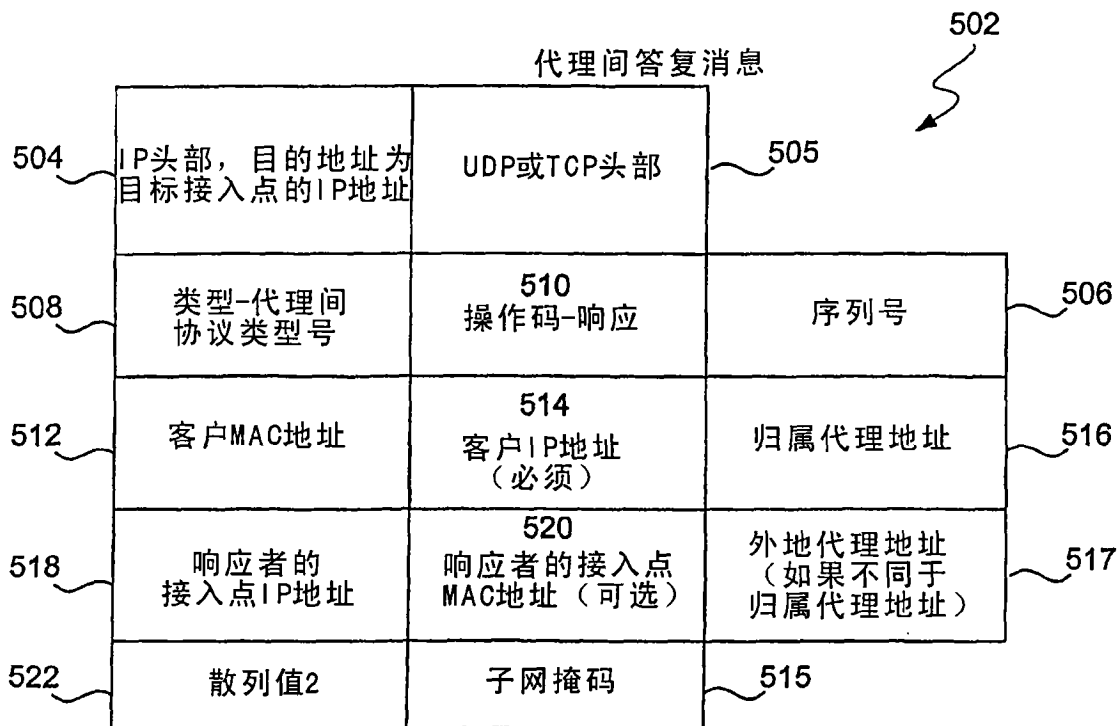 502
代理间答复消息
504
IP头部，目的地址为
目标接入点的IP地址
UDP或TCP头部
505
508
类型-代理间
协议类型号
510
操作码-响应
序列号
506
512
客户MAC地址
514
客户IP地址
（必须）
归属代理地址
516
518
响应者的
接入点IP地址
520
响应者的接入点
MAC地址（可选）
外地代理地址
（如果不同于
归属代理地址）
517
522
散列值2
子网掩码
515